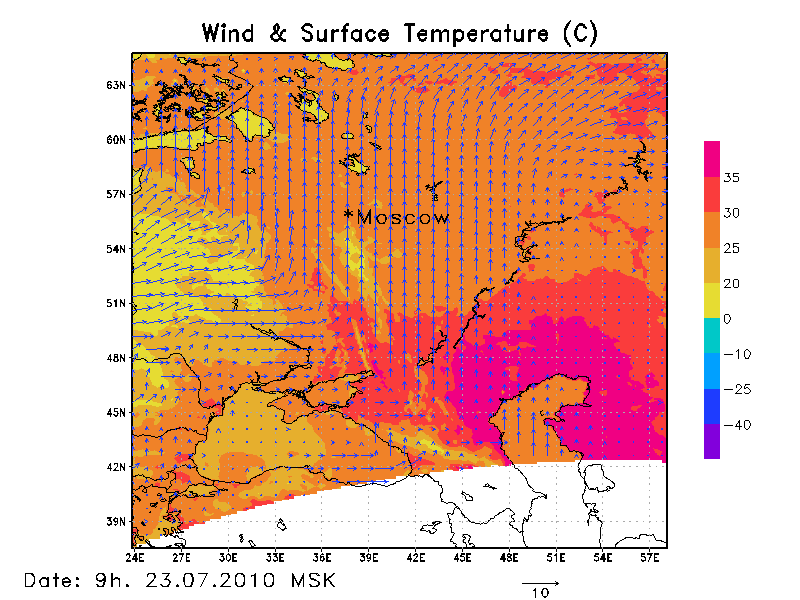 Wind & Surface Temperature (C)
63N
60N
57N
54N
51N
48N
45N
42N
39N
*Moscow
35
30
25
20
0
−10
−25
−40
24E 27E 30E 33E 36E 39E 42E 45E 48E 51E 54E 57E
Date: 9h. 23.07.2010 MSK
10